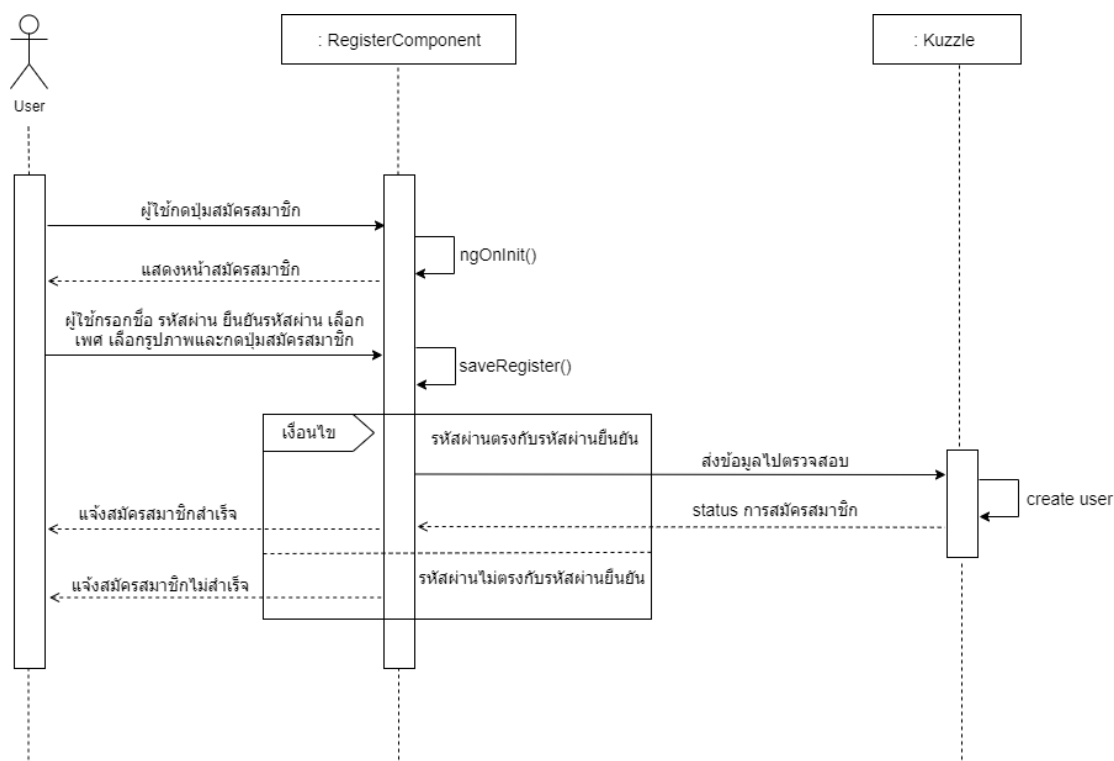 : RegisterComponent
: Kuzzle
User
ผู้ใช้กดปุ่มสมัครสมาชิก
ngOnInit()
แสดงหน้าสมัครสมาชิก
ผู้ใช้กรอกชื่อ รหัสผ่าน ยืนยันรหัสผ่าน เลือก
เพศ เลือกรูปภาพและกดปุ่มสมัครสมาชิก
saveRegister()
เงื่อนไข
รหัสผ่านตรงกับรหัสผ่านยืนยัน
ส่งข้อมูลไปตรวจสอบ
create user
status การสมัครสมาชิก
แจ้งสมัครสมาชิกสำเร็จ
รหัสผ่านไม่ตรงกับรหัสผ่านยืนยัน
แจ้งสมัครสมาชิกไม่สำเร็จ